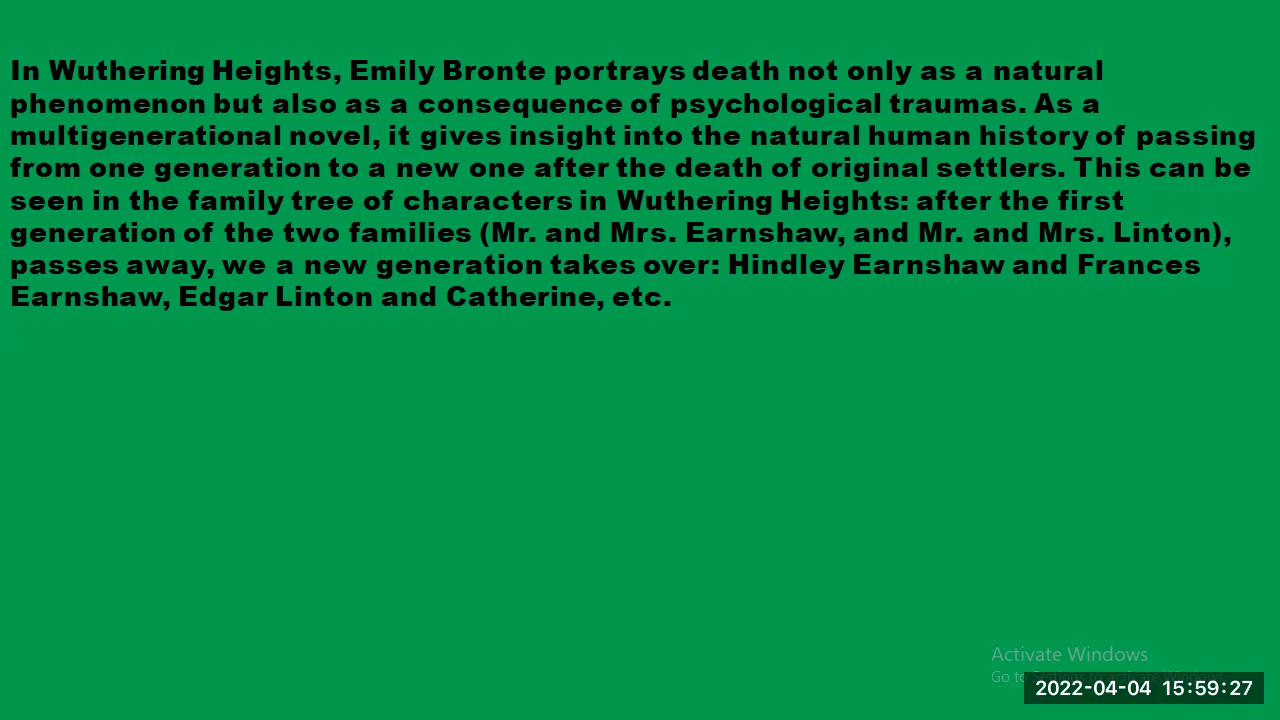 In Wuthering Heights, Emily Bronte portrays death not only as a natural
phenomenon but also as a consequence of psychological traumas. As a
multigenerational novel, it gives insight into the natural human history of passing
from one generation to a new one after the death of original settlers. This can be
seen in the family tree of characters in Wuthering Heights: after the first
generation of the two families (Mr. and Mrs. Earnshaw, and Mr. and Mrs. Linton),
passes away, we a new generation takes over: Hindley Earnshaw and Frances
Earnshaw, Edgar Linton and Catherine, etc.
Activate Windows
Go to
2022-04-04 15:59:27